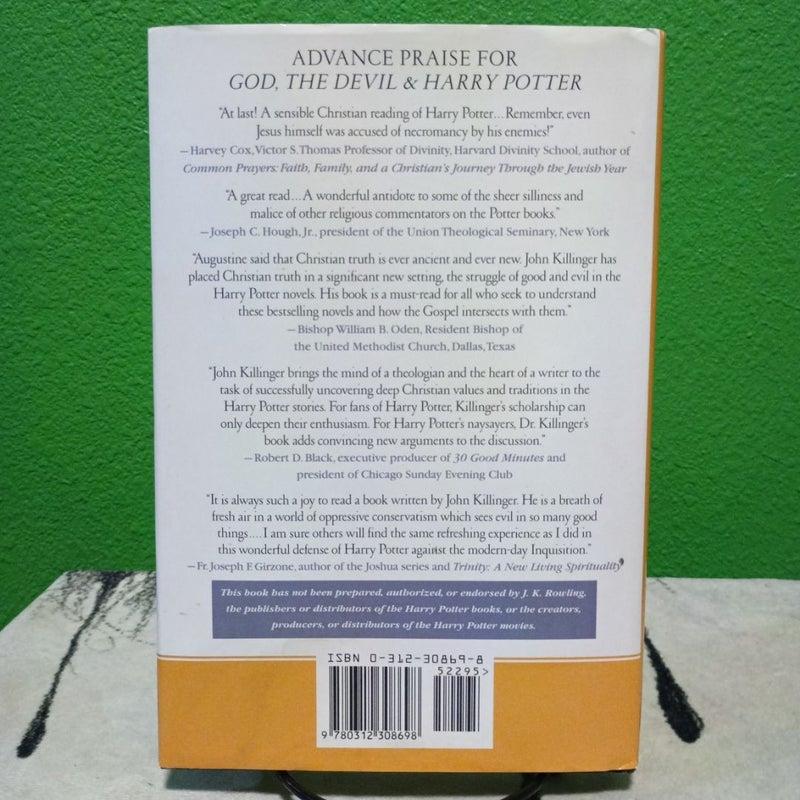 ADVANCE PRAISE FOR
GOD, THE DEVIL & HARRY POTTER
"At last! A sensible Christian reading of Harry Potter... Remember, even
Jesus himself was accused of necromancy by his enemies!"
—Harvey Cox, Victor S. Thomas Professor of Divinity, Harvard Divinity School, author of
Common Prayers: Faith, Family, and a Christian's Journey Through the Jewish Year
"A great read... A wonderful antidote to some of the sheer silliness and
malice of other religious commentators on the Potter books."
—Joseph C. Hough, Jr., president of the Union Theological Seminary, New York
"Augustine said that Christian truth is ever ancient and ever new. John Killinger has
placed Christian truth in a significant new setting, the struggle of good and evil in the
Harry Potter novels. His book is a must-read for all who seek to understand
these bestselling novels and how the Gospel intersects with them."
—Bishop William B. Oden, Resident Bishop of
the United Methodist Church, Dallas, Texas
"John Killinger brings the mind of a theologian and the heart of a writer to the
task of successfully uncovering deep Christian values and traditions in the
Harry Potter stories. For fans of Harry Potter, Killinger's scholarship can
only deepen their enthusiasm. For Harry Potter's naysayers, Dr. Killinger's
book adds convincing new arguments to the discussion."
—Robert D. Black, executive producer of 30 Good Minutes and
president of Chicago Sunday Evening Club
"It is always such a joy to read a book written by John Killinger. He is a breath of
fresh air in a world of oppressive conservatism which sees evil in so many good
things.... I am sure others will find the same refreshing experience as I did in
this wonderful defense of Harry Potter against the modern-day Inquisition."
—Fr. Joseph F. Girzone, author of the Joshua series and Trinity: A New Living Spirituality
This book has not been prepared, authorized, or endorsed by J. K. Rowling,
the publishers or distributors of the Harry Potter books, or the creators,
producers, or distributors of the Harry Potter movies.
ISBN 0-312-30869-8
52295>
9 780312 308698